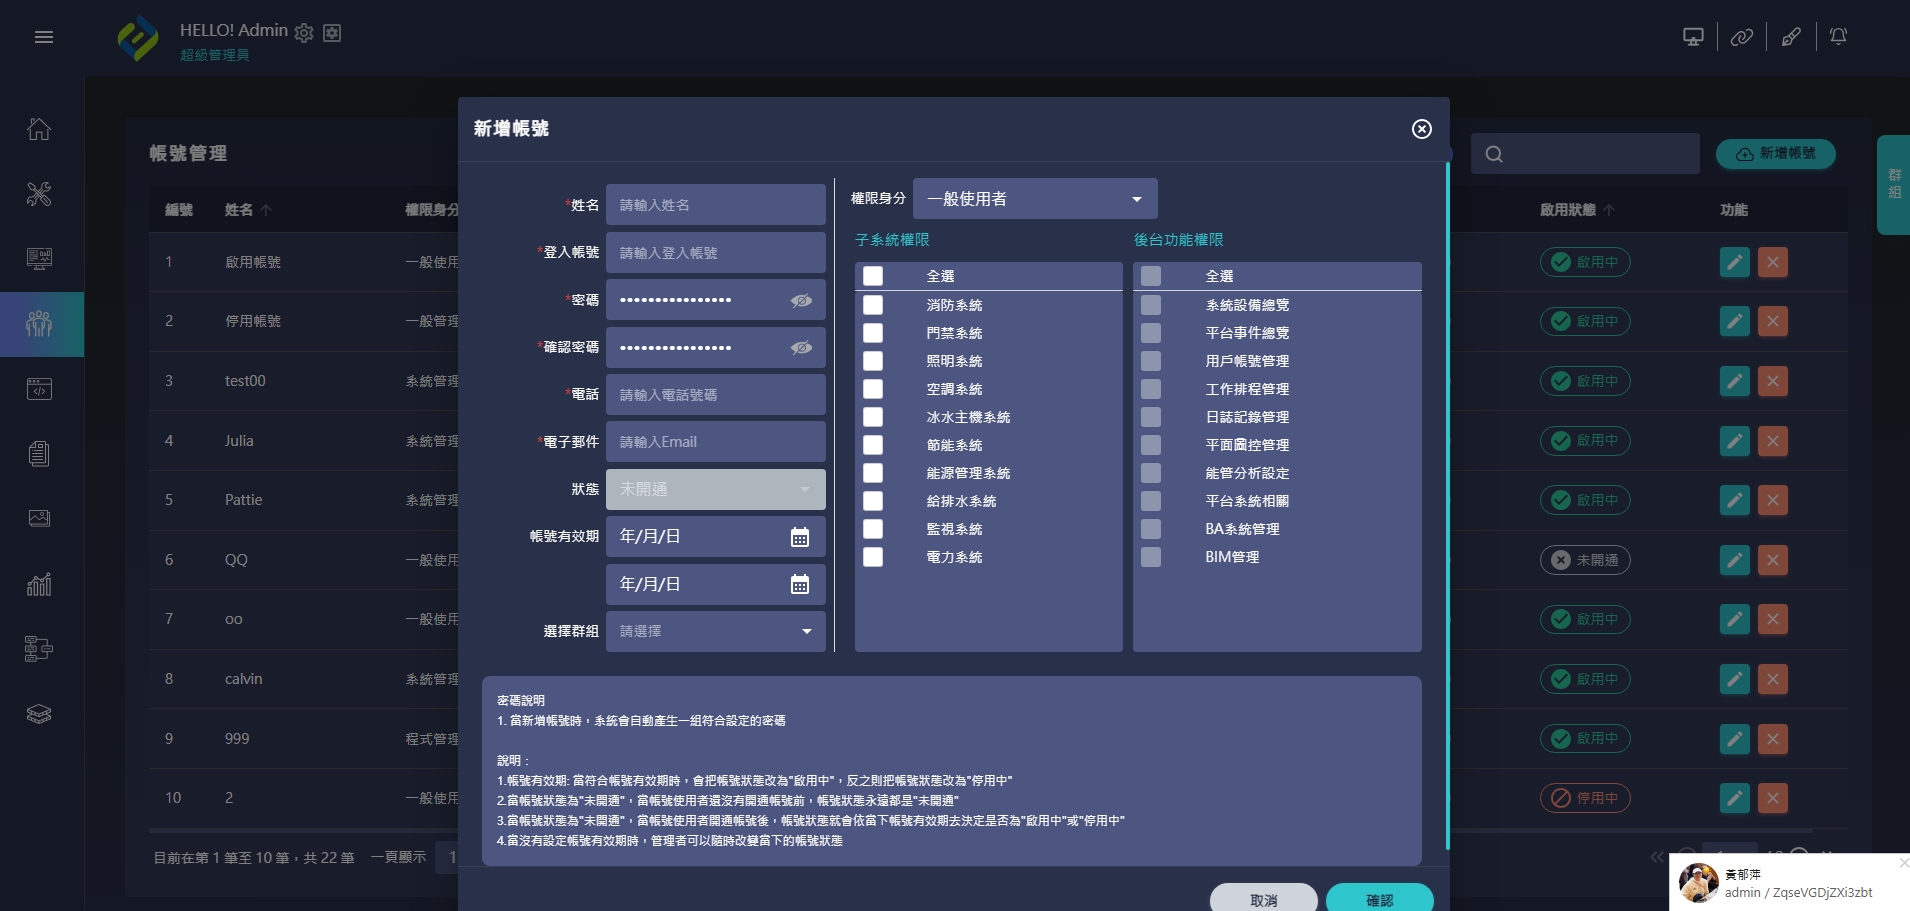 HELLO! Admin
超級管理員
帳號管理
新增帳號
群組
編號 姓名 權限身分 啟用狀態 功能
1 啟用帳號 一般使用 啟用中
2 停用帳號 一般管理 啟用中
3 test00 系統管理 啟用中
4 Julia 系統管理 啟用中
5 Pattie 系統管理 啟用中
6 QQ 一般使用 未開通
7 oo 一般使用 啟用中
8 calvin 系統管理 啟用中
9 999 程式管理 啟用中
10 2 一般使用 停用中
目前在第 1 筆至 10 筆，共 22 筆 一頁顯示 1
新增帳號
*姓名 請輸入姓名
*登入帳號 請輸入登入帳號
*密碼 ••••••••••••••••
*確認密碼 ••••••••••••••••
*電話 請輸入電話號碼
*電子郵件 請輸入Email
狀態 未開通
帳號有效期 年/月/日
年/月/日
選擇群組 請選擇
權限身分 一般使用者
子系統權限
全選
消防系統
門禁系統
照明系統
空調系統
冰水主機系統
節能系統
能源管理系統
給排水系統
監視系統
電力系統
後台功能權限
全選
系統設備總覽
平台事件總覽
用戶帳號管理
工作排程管理
日誌記錄管理
平面圖控管理
能管分析設定
平台系統相關
BA系統管理
BIM管理
密碼說明
1. 當新增帳號時，系統會自動產生一組符合設定的密碼
說明：
1.帳號有效期: 當符合帳號有效期時，會把帳號狀態改為"啟用中"，反之則把帳號狀態改為"停用中"
2.當帳號狀態為"未開通"，當帳號使用者還沒有開通帳號前，帳號狀態永遠都是"未開通"
3.當帳號狀態為"未開通"，當帳號使用者開通帳號後，帳號狀態就會依當下帳號有效期去決定是否為"啟用中"或"停用中"
4.當沒有設定帳號有效期時，管理者可以隨時改變當下的帳號狀態
取消
確認
黃郁萍
admin / ZqseVGDjZXi3zbt